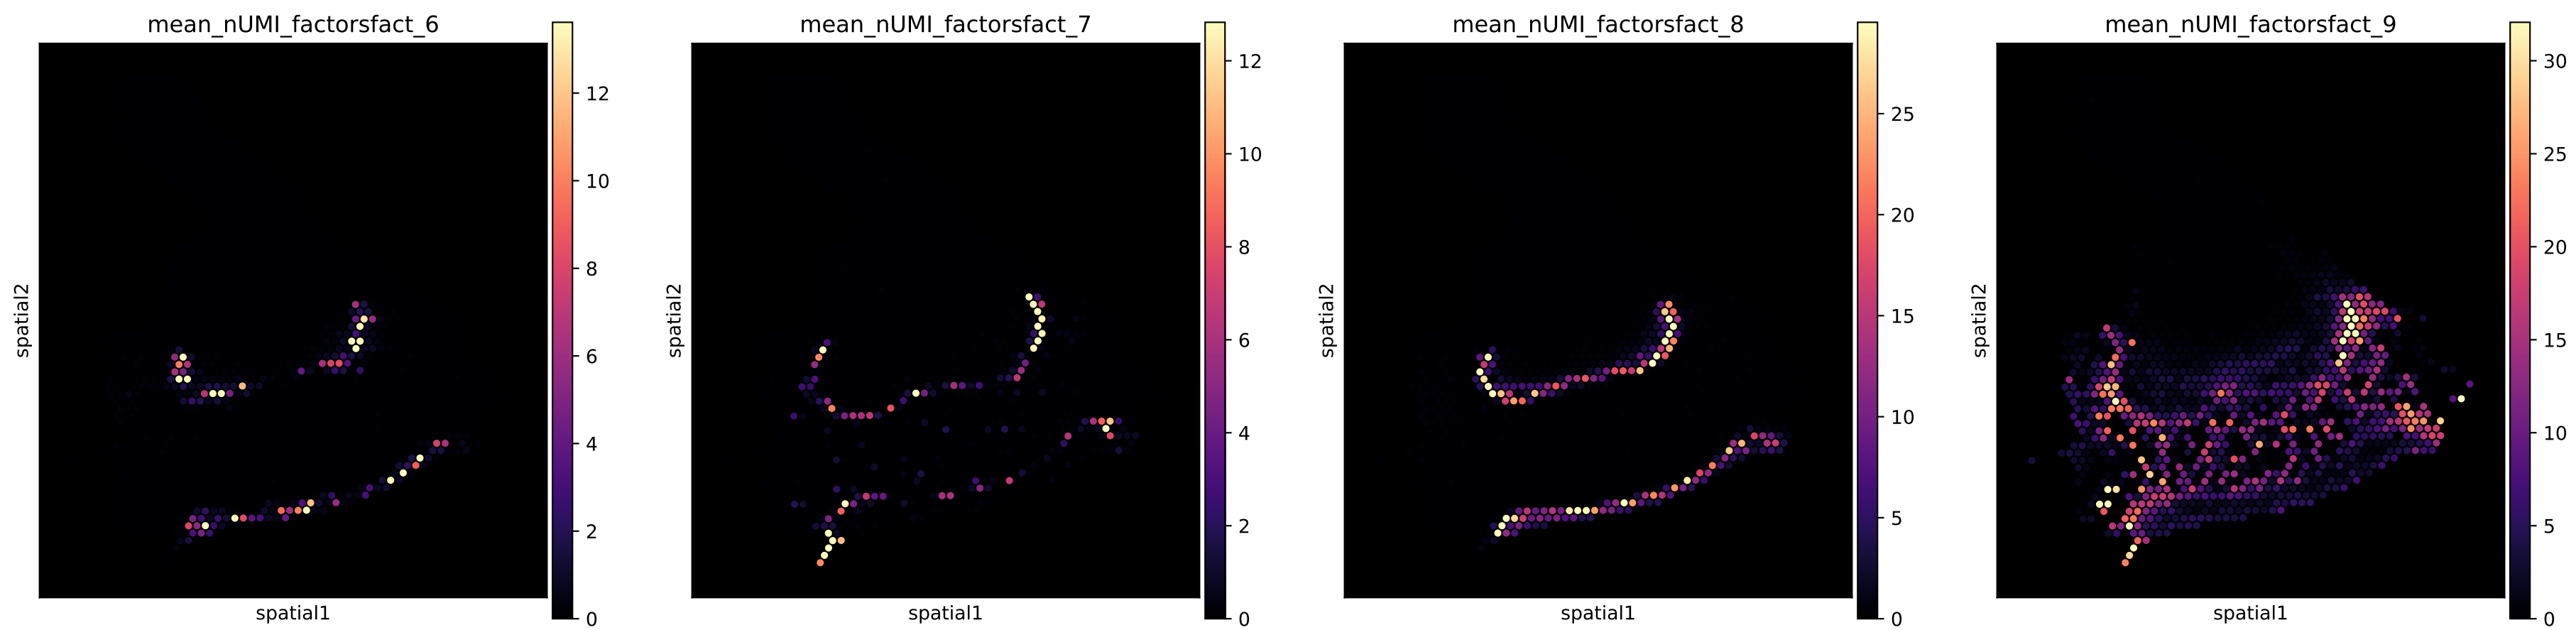 mean_nUMI_factorsfact_6
12
10
8
6
4
2
0
spatial2
spatial1
mean_nUMI_factorsfact_7
12
10
8
6
4
2
0
spatial2
spatial1
mean_nUMI_factorsfact_8
25
20
15
10
5
0
spatial2
spatial1
mean_nUMI_factorsfact_9
30
25
20
15
10
5
0
spatial2
spatial1